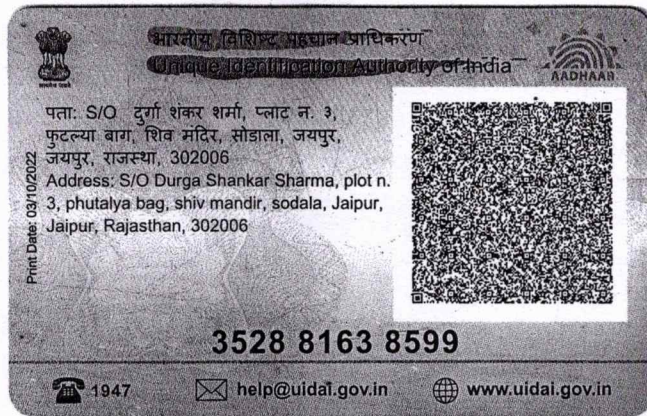 भारतीय विशिष्ट पहचान प्राधिकरण
Unique Identification Authority of India
AADHAAR
पता: S/O दुर्गा शंकर शर्मा, प्लाट न. ३,
फुटल्या बाग, शिव मंदिर, सोडाला, जयपुर,
जयपुर, राजस्था, 302006
Address: S/O Durga Shankar Sharma, plot n.
3, phutalya bag, shiv mandir, sodala, Jaipur,
Jaipur, Rajasthan, 302006
Print Date: 03/10/2022
3528 8163 8599
1947
help@uidai.gov.in
www.uidai.gov.in